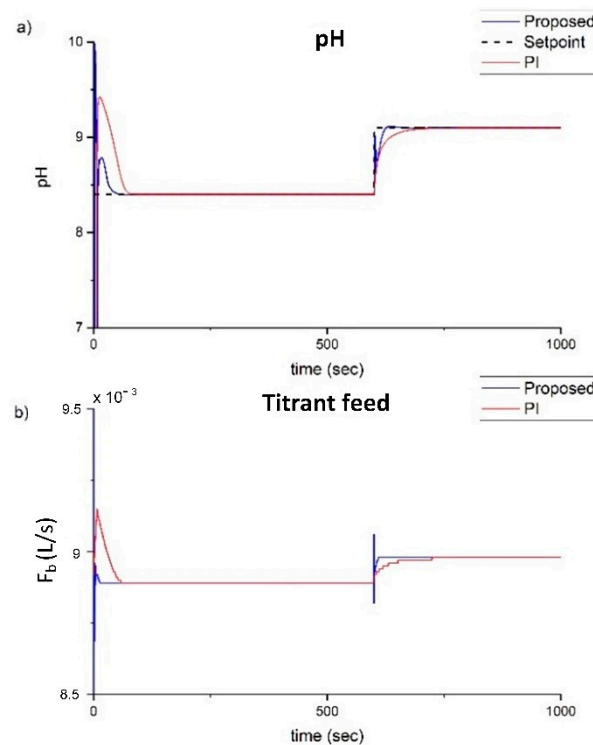 a)
pH
Proposed
Setpoint
PI
10
9
8
7
pH
0
500
1000
time (sec)
b)
x 10⁻³
Titrant feed
Proposed
PI
9.5
9
8.5
F_b (L/s)
0
500
1000
time (sec)